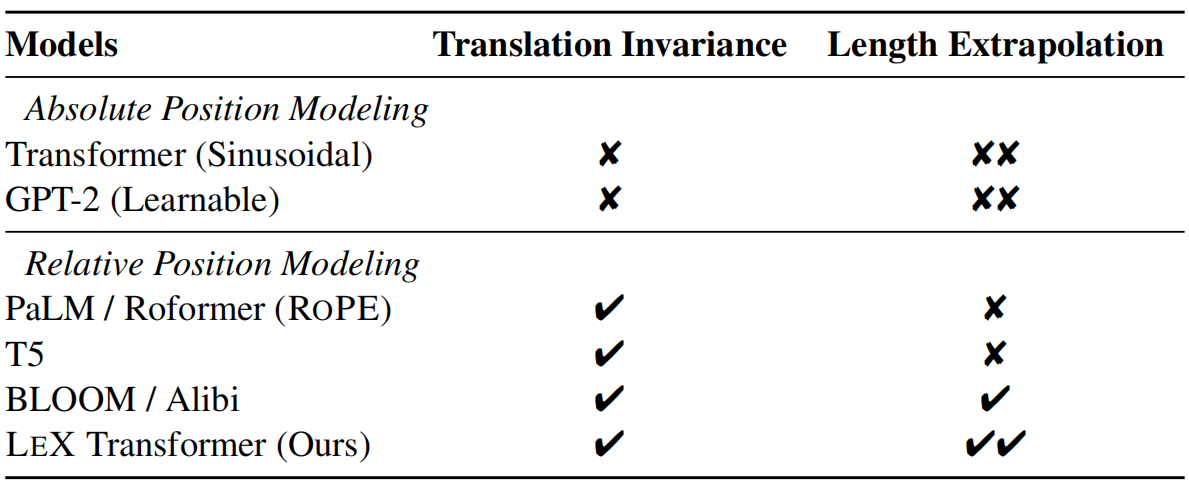 Models Translation Invariance Length Extrapolation
Absolute Position Modeling
Transformer (Sinusoidal) ✘ ✘✘
GPT-2 (Learnable) ✘ ✘✘
Relative Position Modeling
PaLM / Roformer (ROPE) ✔ ✘
T5 ✔ ✘
BLOOM / Alibi ✔ ✔
LEX Transformer (Ours) ✔ ✔✔